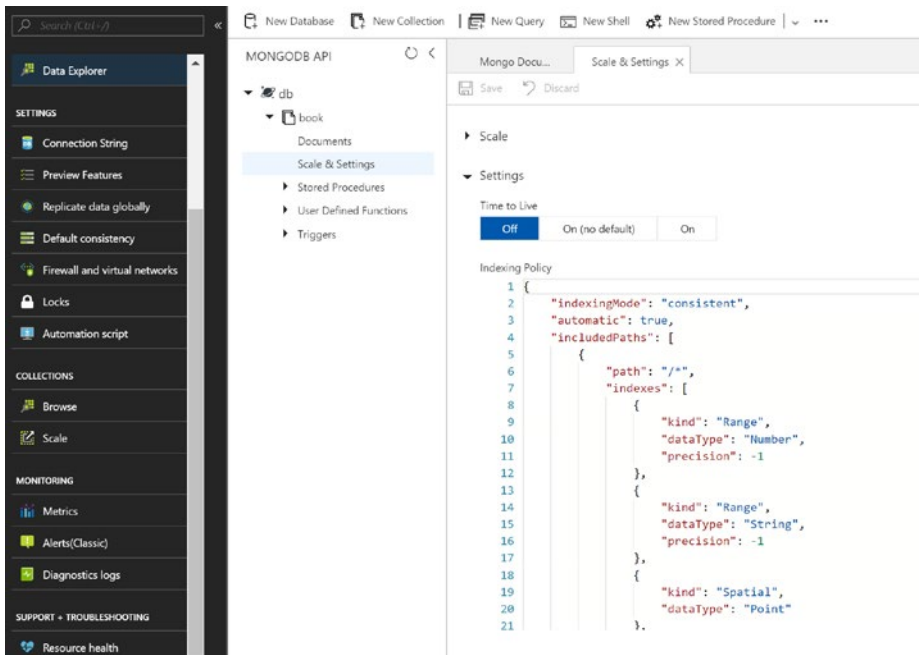 Search (Ctrl+/)
«
Data Explorer
SETTINGS
Connection String
Preview Features
Replicate data globally
Default consistency
Firewall and virtual networks
Locks
Automation script
COLLECTIONS
Browse
Scale
MONITORING
Metrics
Alerts(Classic)
Diagnostics logs
SUPPORT + TROUBLESHOOTING
Resource health
New Database New Collection New Query New Shell New Stored Procedure
MONGODB API
db
book
Documents
Scale & Settings
Stored Procedures
User Defined Functions
Triggers
Mongo Docu... Scale & Settings
Save Discard
Scale
Settings
Time to Live
Off On (no default) On
Indexing Policy
1 {
2 "indexingMode": "consistent",
3 "automatic": true,
4 "includedPaths": [
5 {
6 "path": "/*",
7 "indexes": [
8 {
9 "kind": "Range",
10 "dataType": "Number",
11 "precision": -1
12 },
13 {
14 "kind": "Range",
15 "dataType": "String",
16 "precision": -1
17 },
18 {
19 "kind": "Spatial",
20 "dataType": "Point"
21 },